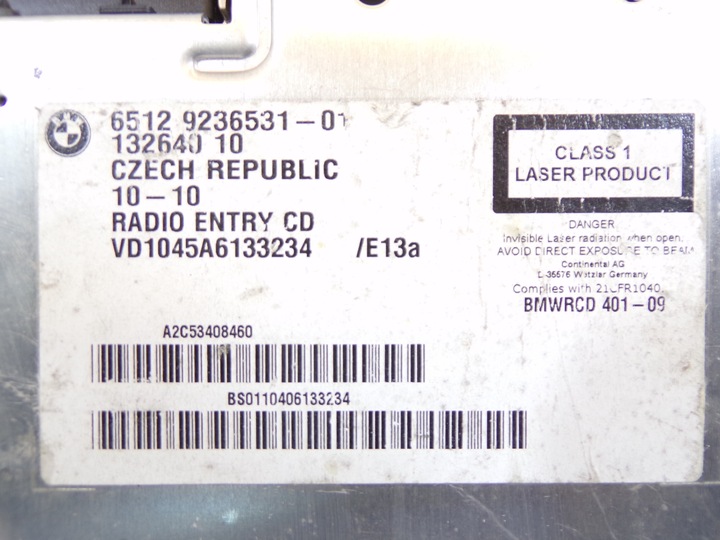 6512 9236531-01
132640 10
CZECH REPUBLIC
10-10
RADIO ENTRY CD
VD1045A6133234 /E13a
CLASS 1
LASER PRODUCT
DANGER
Invisible Laser radiation when open.
AVOID DIRECT EXPOSURE TO BEAM
Continental AG
D-35576 Wetzlar Germany
Complies with 21CFR1040.
BMWRCD 401-09
A2C53408460
BS0110406133234